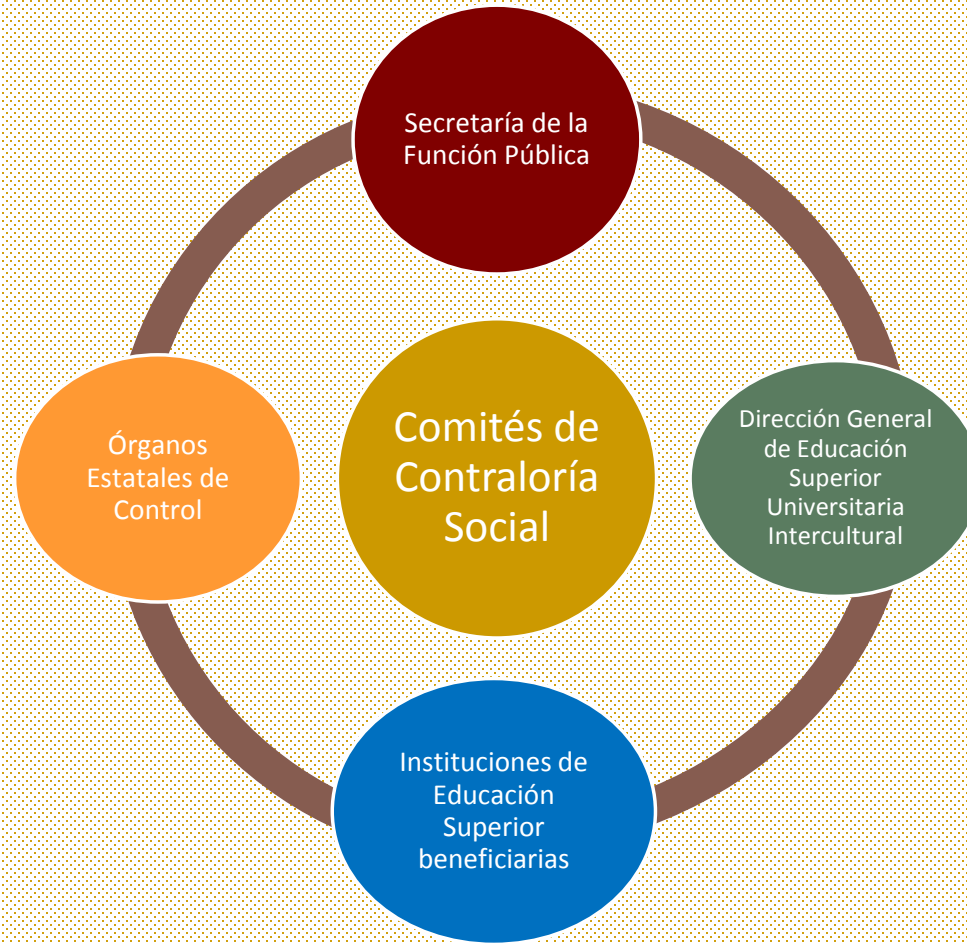 Secretaría de la
Función Pública
Órganos
Estatales de
Control
Comités de
Contraloría
Social
Dirección General
de Educación
Superior
Universitaria
Intercultural
Instituciones de
Educación
Superior
beneficiarias